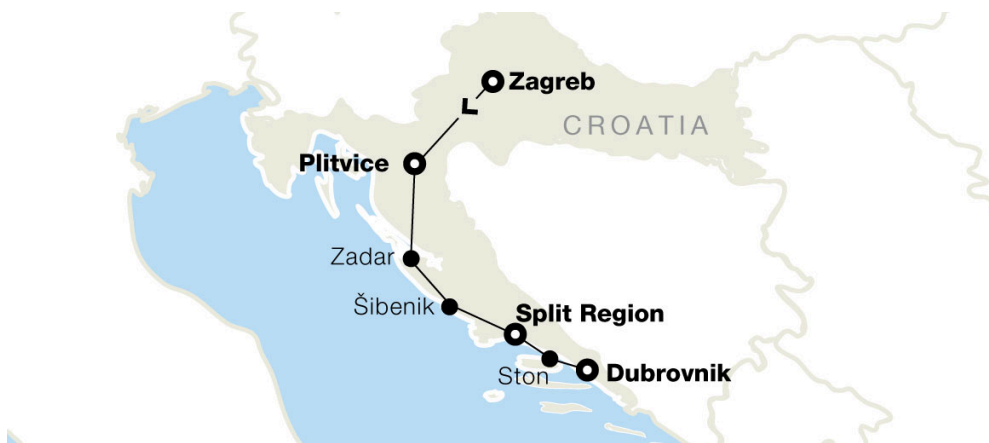 Zagreb
CROATIA
Plitvice
Zadar
Šibenik
Split Region
Ston
Dubrovnik